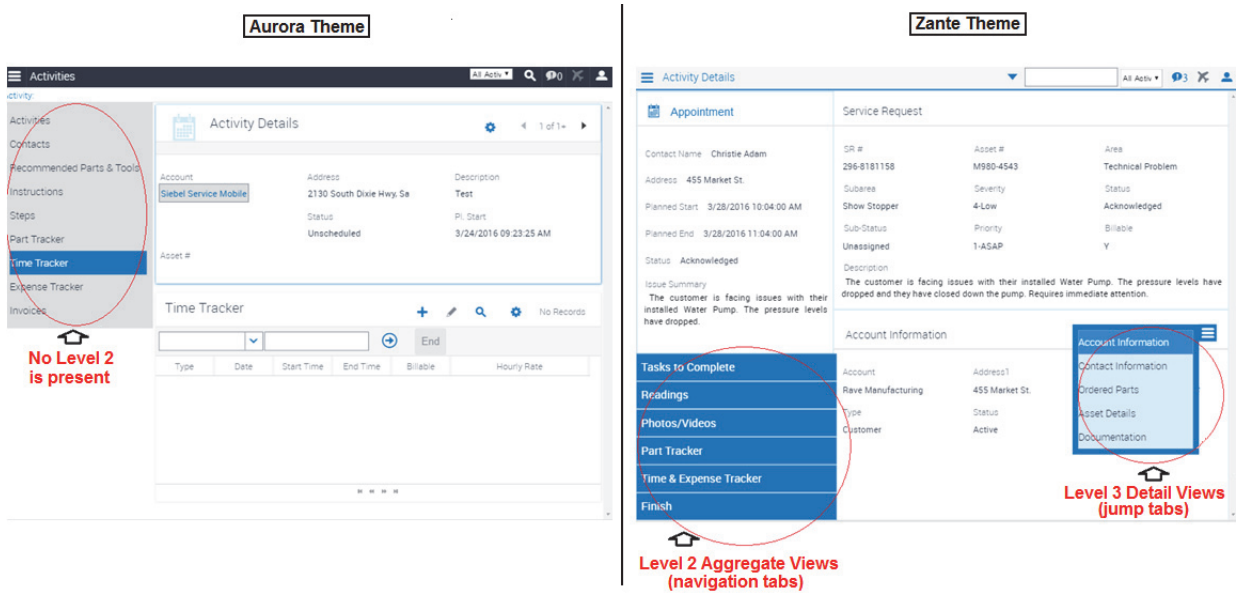 Aurora Theme
Activities
All Activ
0
ctivity:
Activities
Contacts
Recommended Parts & Tools
Instructions
Steps
Part Tracker
Time Tracker
Expense Tracker
Invoices
No Level 2
is present
Activity Details
1 of 1+
Account
Address
Description
Siebel Service Mobile
2130 South Dixie Hwy, Sa
Test
Status
Pl. Start
Unscheduled
3/24/2016 09:23:25 AM
Asset #
Time Tracker
No Records
End
Type Date Start Time End Time Billable Hourly Rate
Zante Theme
Activity Details
All Activ
3
Appointment
Contact Name Christie Adam
Address 455 Market St.
Planned Start 3/28/2016 10:04:00 AM
Planned End 3/28/2016 11:04:00 AM
Status Acknowledged
Issue Summary
The customer is facing issues with their
installed Water Pump. The pressure levels
have dropped.
Tasks to Complete
Readings
Photos/Videos
Part Tracker
Time & Expense Tracker
Finish
Level 2 Aggregate Views
(navigation tabs)
Service Request
SR # Asset # Area
296-8181158 M980-4543 Technical Problem
Subarea Severity Status
Show Stopper 4-Low Acknowledged
Sub-Status Priority Billable
Unassigned 1-ASAP Y
Description
The customer is facing issues with their installed Water Pump. The pressure levels have
dropped and they have closed down the pump. Requires immediate attention.
Account Information
Account Address1
Rave Manufacturing 455 Market St.
Type Status
Customer Active
Account Information
Contact Information
Ordered Parts
Asset Details
Documentation
Level 3 Detail Views
(jump tabs)